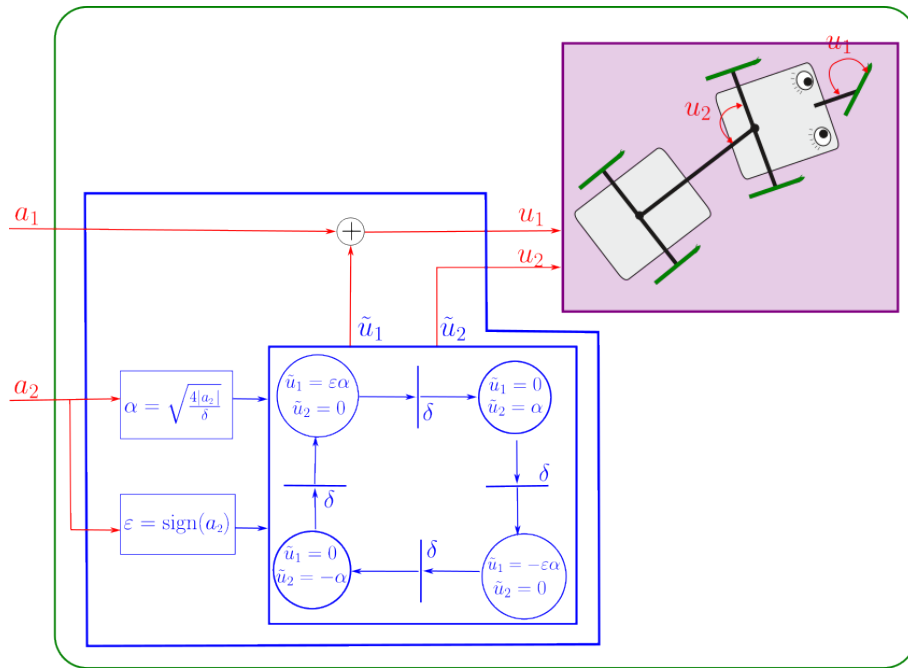 u₁
u₂
a₁
+
u₁
u₂
ũ₁
ũ₂
a₂
α = √(4|a₂|/δ)
ũ₁ = εα
ũ₂ = 0
δ
ũ₁ = 0
ũ₂ = α
δ
δ
ε = sign(a₂)
ũ₁ = 0
ũ₂ = −α
δ
ũ₁ = −εα
ũ₂ = 0